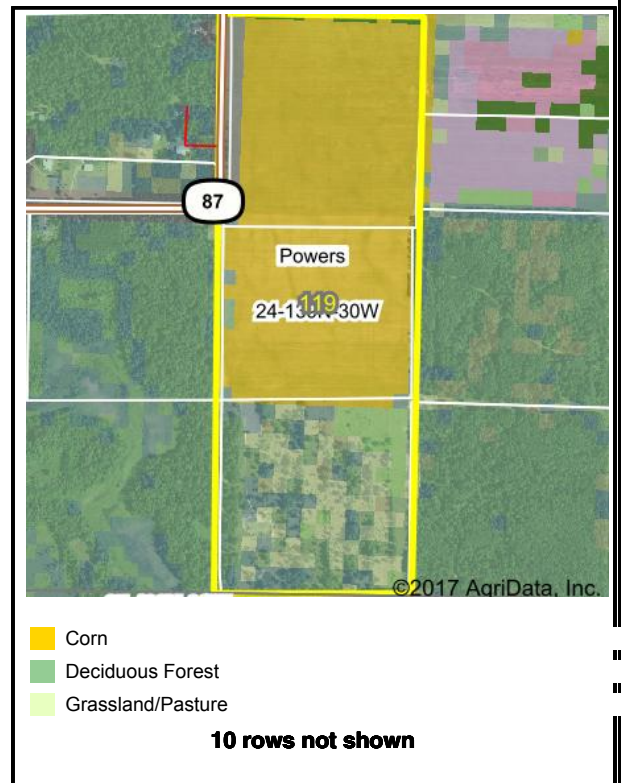 87
Powers
119
©2017 AgriData, Inc.
Corn
Deciduous Forest
Grassland/Pasture
10 rows not shown